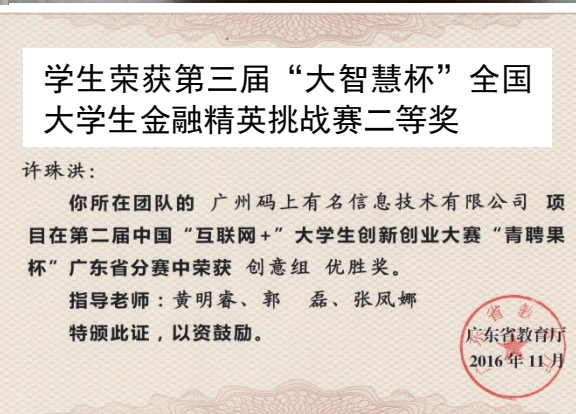 学生荣获第三届“大智慧杯”全国
大学生金融精英挑战赛二等奖
许珠洪：
你所在团队的 广州码上有名信息技术有限公司 项
目在第二届中国“互联网+”大学生创新创业大赛“青聘果
杯”广东省分赛中荣获 创意组 优胜奖。
指导老师：黄明睿、郭 磊、张凤娜
特颁此证，以资鼓励。
广东省教育厅
2016年11月